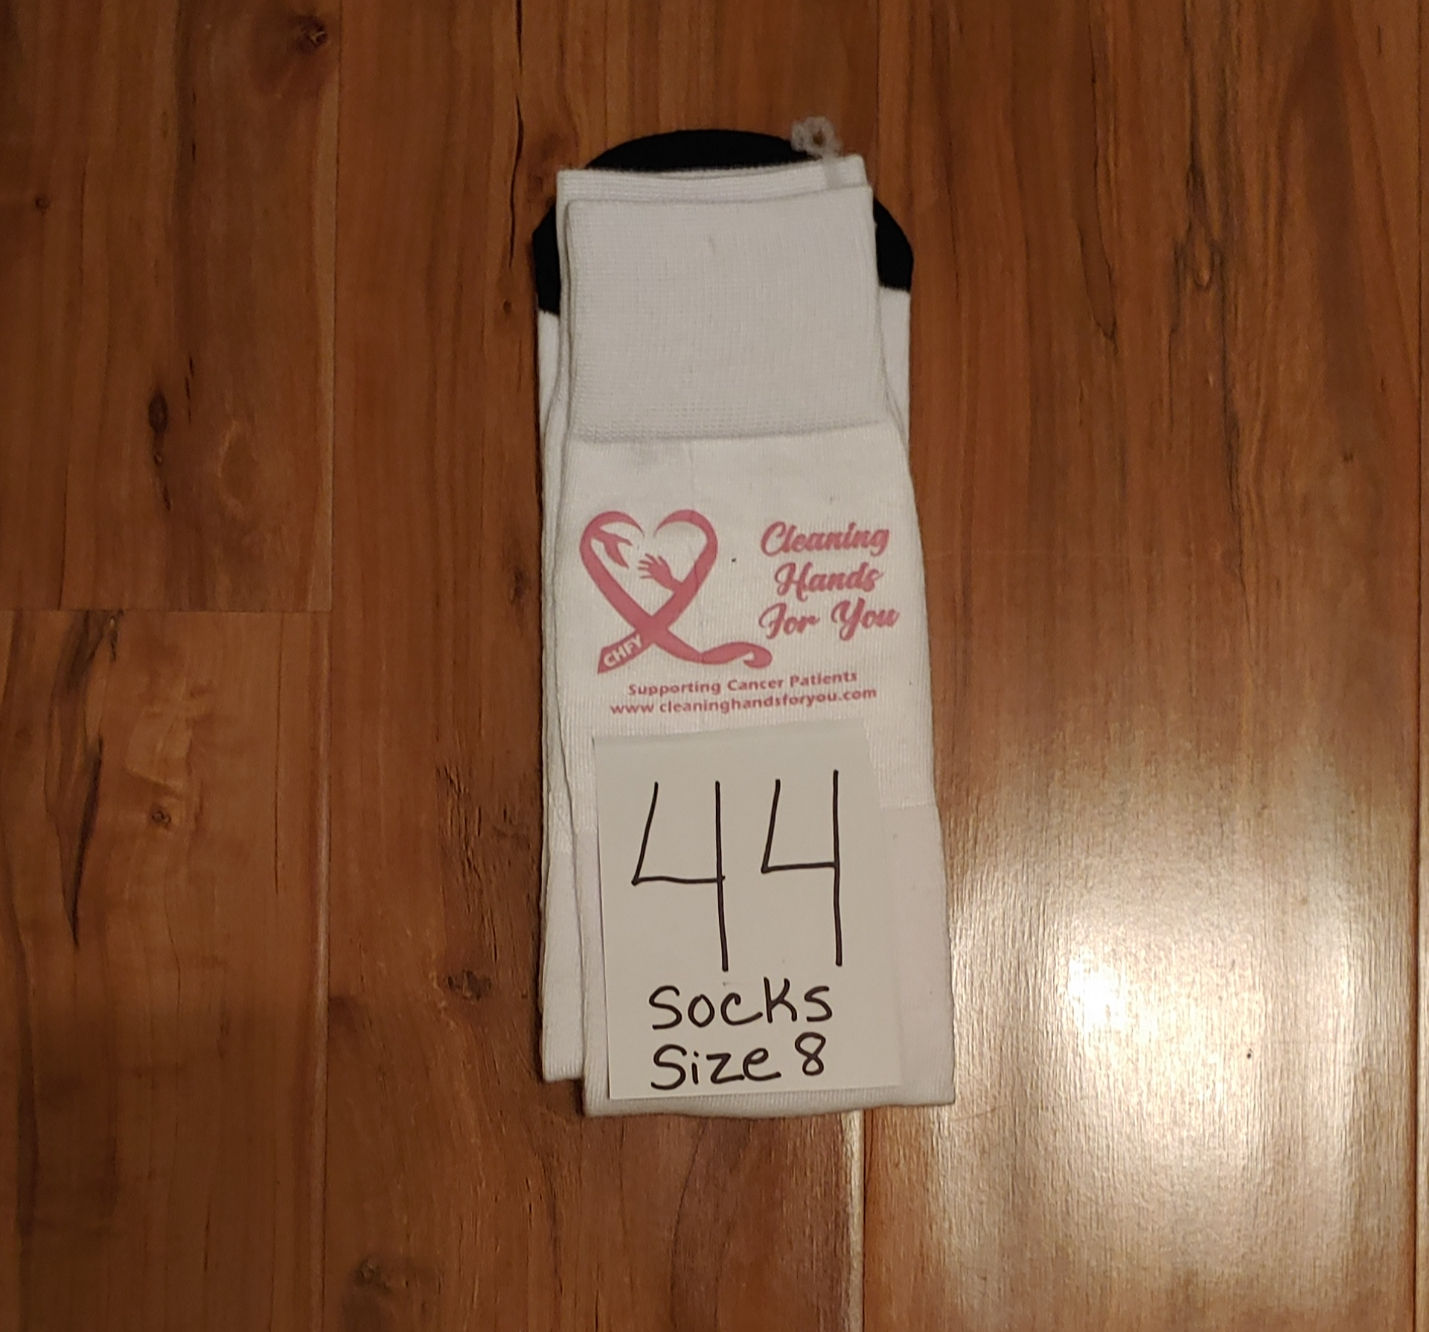 Cleaning
Hands
For You
CHFY
Supporting Cancer Patients
www.cleaninghandsforyou.com
44
Socks
Size 8